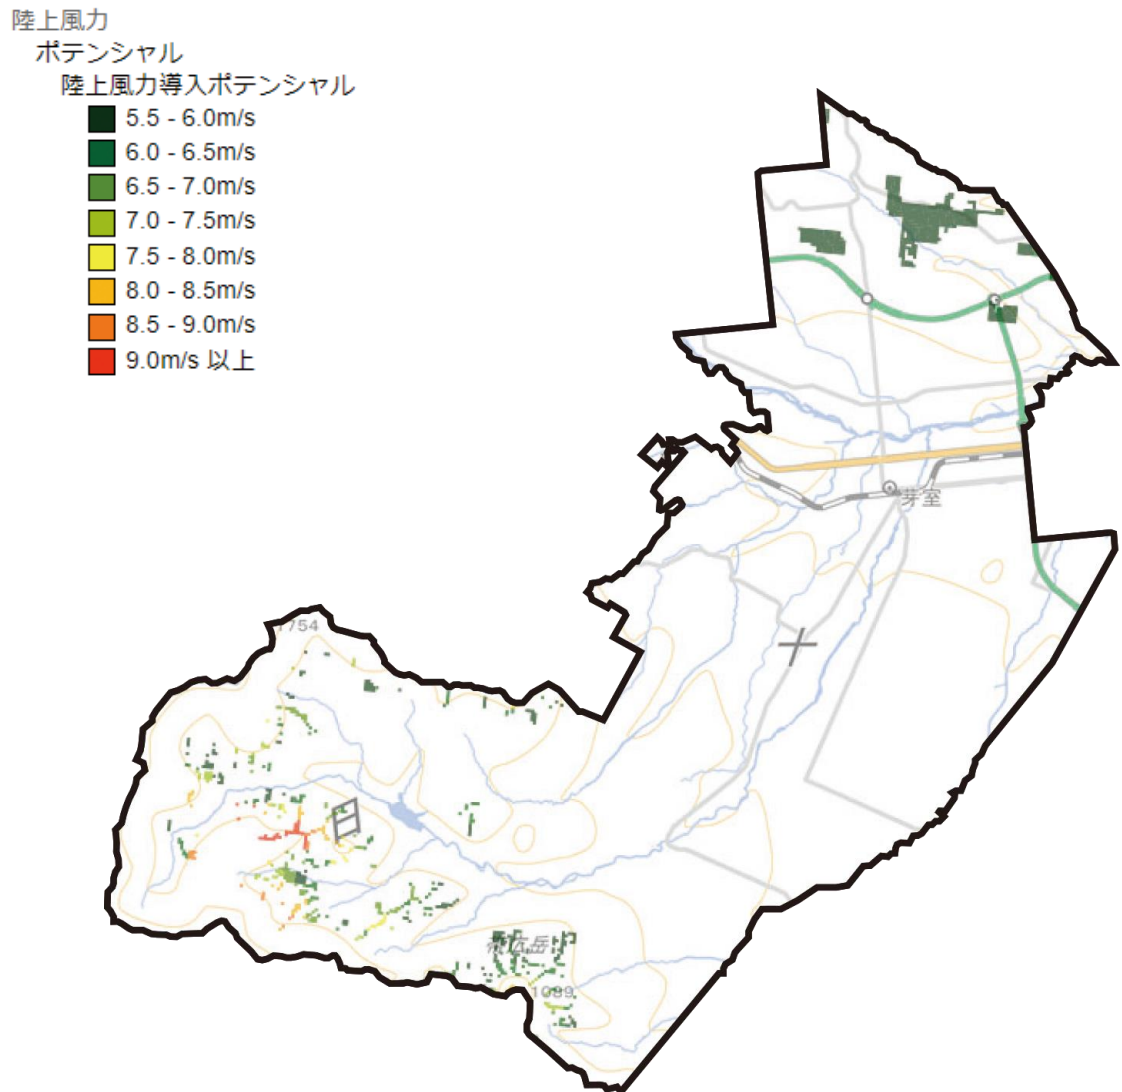 陸上風力
ポテンシャル
陸上風力導入ポテンシャル
5.5 - 6.0m/s
6.0 - 6.5m/s
6.5 - 7.0m/s
7.0 - 7.5m/s
7.5 - 8.0m/s
8.0 - 8.5m/s
8.5 - 9.0m/s
9.0m/s 以上
芽室
1754
広岳
1089